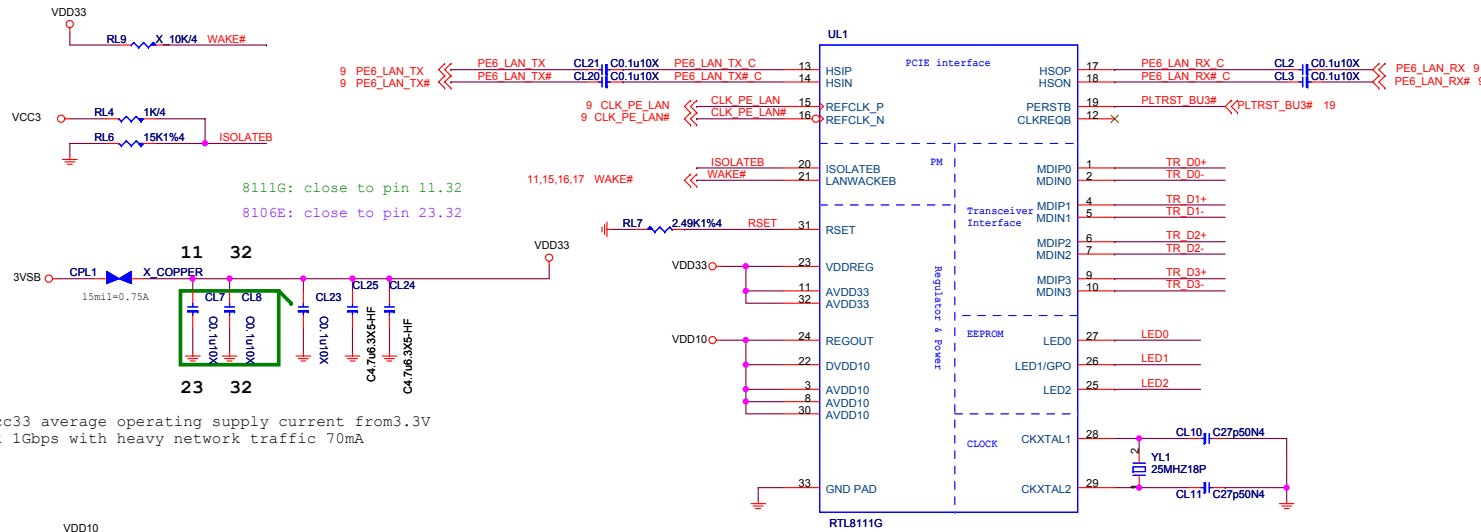 VDD33
RL9 X_10K/4 WAKE#
VCC3
RL4 1K/4
RL6 15K1%4 ISOLATEB
8111G: close to pin 11.32
8106E: close to pin 23.32
11 32
VDD33
3VSB CPL1 X_COPPER
15mil=0.75A
CL7 C0.1u10X
CL8 C0.1u10X
CL23 C0.1u10X
CL25 C4.7u6.3X5-HF
CL24 C4.7u6.3X5-HF
23 32
cc33 average operating supply current from3.3V
1Gbps with heavy network traffic 70mA
VDD10
UL1
PCIE interface
9 PE6_LAN_TX PE6_LAN_TX CL21 C0.1u10X PE6_LAN_TX_C 13 HSIP
9 PE6_LAN_TX# PE6_LAN_TX# CL20 C0.1u10X PE6_LAN_TX#_C 14 HSIN
9 CLK_PE_LAN CLK_PE_LAN 15 REFCLK_P
9 CLK_PE_LAN# CLK_PE_LAN# 16 REFCLK_N
HSOP 17 PE6_LAN_RX_C CL2 C0.1u10X PE6_LAN_RX 9
HSON 18 PE6_LAN_RX#_C CL3 C0.1u10X PE6_LAN_RX# 9
PERSTB 19 PLTRST_BU3# PLTRST_BU3# 19
CLKREQB 12
PM
ISOLATEB 20 ISOLATEB
11,15,16,17 WAKE# WAKE# 21 LANWACKEB
RL7 2.49K1%4 RSET 31 RSET
VDD33 23 VDDREG
11 AVDD33
32 AVDD33
VDD10 24 REGOUT
22 DVDD10
3 AVDD10
8 AVDD10
30 AVDD10
Regulator & Power
33 GND PAD
Transceiver
Interface
MDIP0 1 TR_D0+
MDIN0 2 TR_D0-
MDIP1 4 TR_D1+
MDIN1 5 TR_D1-
MDIP2 6 TR_D2+
MDIN2 7 TR_D2-
MDIP3 9 TR_D3+
MDIN3 10 TR_D3-
EEPROM
LED0 27 LED0
LED1/GPO 26 LED1
LED2 25 LED2
CLOCK
CKXTAL1 28 CL10 C27p50N4
2 YL1
25MHZ18P
CKXTAL2 29 CL11 C27p50N4
RTL8111G